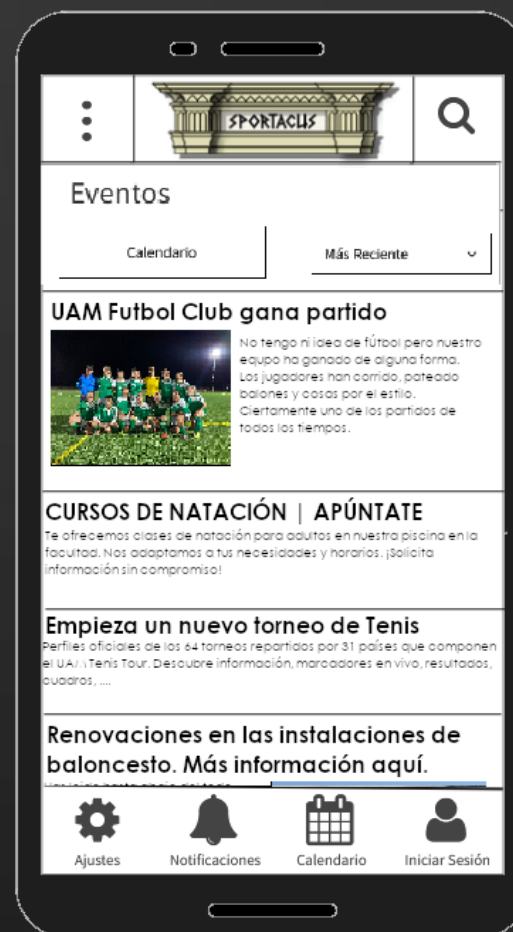 SPORTACUS
Eventos
Calendario
Más Reciente
UAM Futbol Club gana partido
No tengo ni idea de fútbol pero nuestro
equpo ha ganado de alguna forma.
Los jugadores han corrido, pateado
balones y cosas por el estilo.
Ciertamente uno de los partidos de
todos los tiempos.
CURSOS DE NATACIÓN | APÚNTATE
Te ofrecemos clases de natación para adultos en nuestra piscina en la
facultad. Nos adaptamos a tus necesidades y horarios. ¡Solicita
información sin compromiso!
Empieza un nuevo torneo de Tenis
Perfiles oficiales de los 64 torneos repartidos por 31 países que componen
el UAM Tenis Tour. Descubre información, marcadores en vivo, resultados,
cuadros, ....
Renovaciones en las instalaciones de
baloncesto. Más información aquí.
Ajustes
Notificaciones
Calendario
Iniciar Sesión